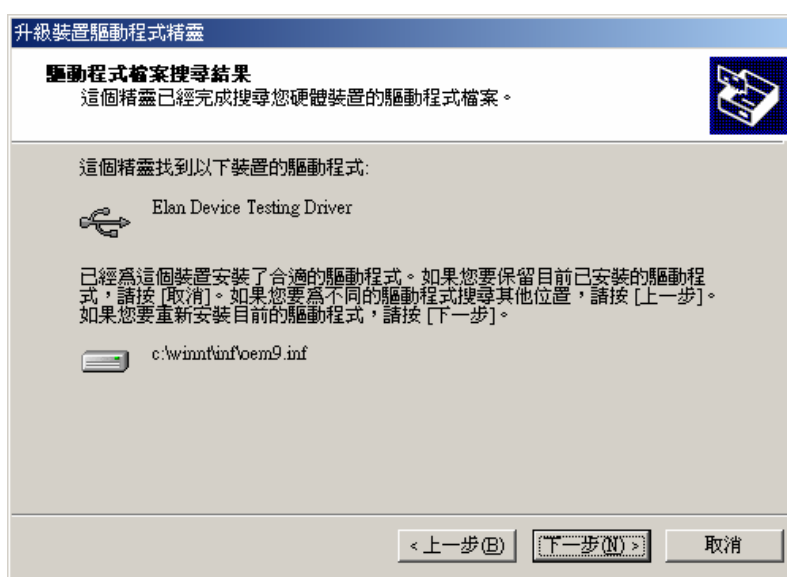 升級裝置驅動程式精靈
驅動程式檔案搜尋結果
這個精靈已經完成搜尋您硬體裝置的驅動程式檔案。
這個精靈找到以下裝置的驅動程式:
Elan Device Testing Driver
已經為這個裝置安裝了合適的驅動程式。如果您要保留目前已安裝的驅動程
式，請按 [取消]。如果您要為不同的驅動程式搜尋其他位置，請按 [上一步]。
如果您要重新安裝目前的驅動程式，請按 [下一步]。
c:\winnt\inf\oem9.inf
< 上一步(B)
下一步(N) >
取消